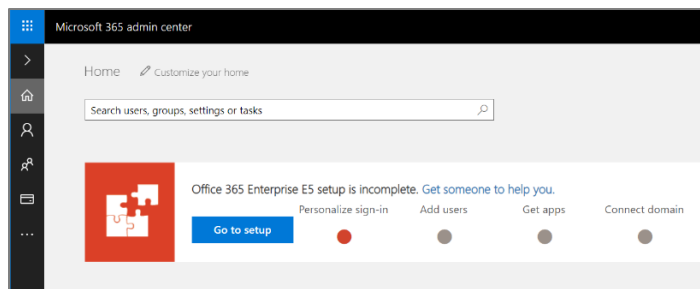 Microsoft 365 admin center
Home Customize your home
Search users, groups, settings or tasks
Office 365 Enterprise E5 setup is incomplete. Get someone to help you.
Go to setup
Personalize sign-in Add users Get apps Connect domain